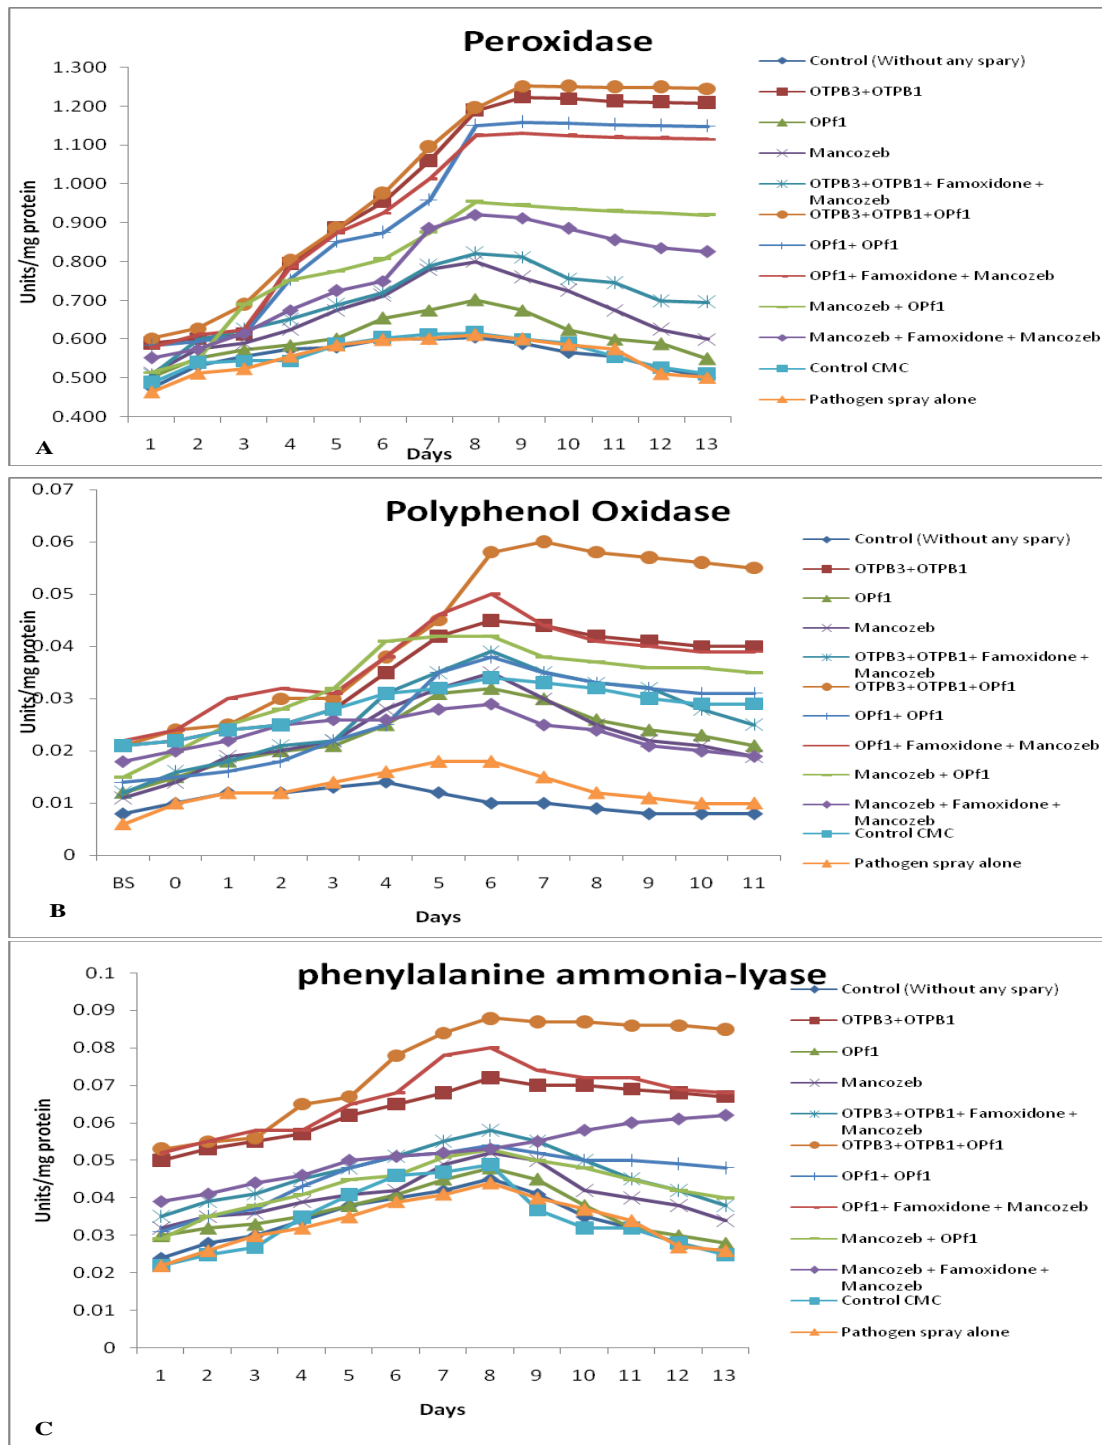 Peroxidase
1.300
1.200
1.100
1.000
0.900
0.800
0.700
0.600
0.500
0.400
Units/mg protein
1 2 3 4 5 6 7 8 9 10 11 12 13
Days
A
Control (Without any spary)
OTPB3+OTPB1
OPf1
Mancozeb
OTPB3+OTPB1+ Famoxidone +
Mancozeb
OTPB3+OTPB1+OPf1
OPf1+ OPf1
OPf1+ Famoxidone + Mancozeb
Mancozeb + OPf1
Mancozeb + Famoxidone + Mancozeb
Control CMC
Pathogen spray alone
Polyphenol Oxidase
0.07
0.06
0.05
0.04
0.03
0.02
0.01
0
Units/mg protein
BS 0 1 2 3 4 5 6 7 8 9 10 11
Days
B
Control (Without any spary)
OTPB3+OTPB1
OPf1
Mancozeb
OTPB3+OTPB1+ Famoxidone +
Mancozeb
OTPB3+OTPB1+OPf1
OPf1+ OPf1
OPf1+ Famoxidone + Mancozeb
Mancozeb + OPf1
Mancozeb + Famoxidone +
Mancozeb
Control CMC
Pathogen spray alone
phenylalanine ammonia-lyase
0.1
0.09
0.08
0.07
0.06
0.05
0.04
0.03
0.02
0.01
0
Units/mg protein
1 2 3 4 5 6 7 8 9 10 11 12 13
Days
C
Control (Without any spary)
OTPB3+OTPB1
OPf1
Mancozeb
OTPB3+OTPB1+ Famoxidone +
Mancozeb
OTPB3+OTPB1+OPf1
OPf1+ OPf1
OPf1+ Famoxidone + Mancozeb
Mancozeb + OPf1
Mancozeb + Famoxidone +
Mancozeb
Control CMC
Pathogen spray alone